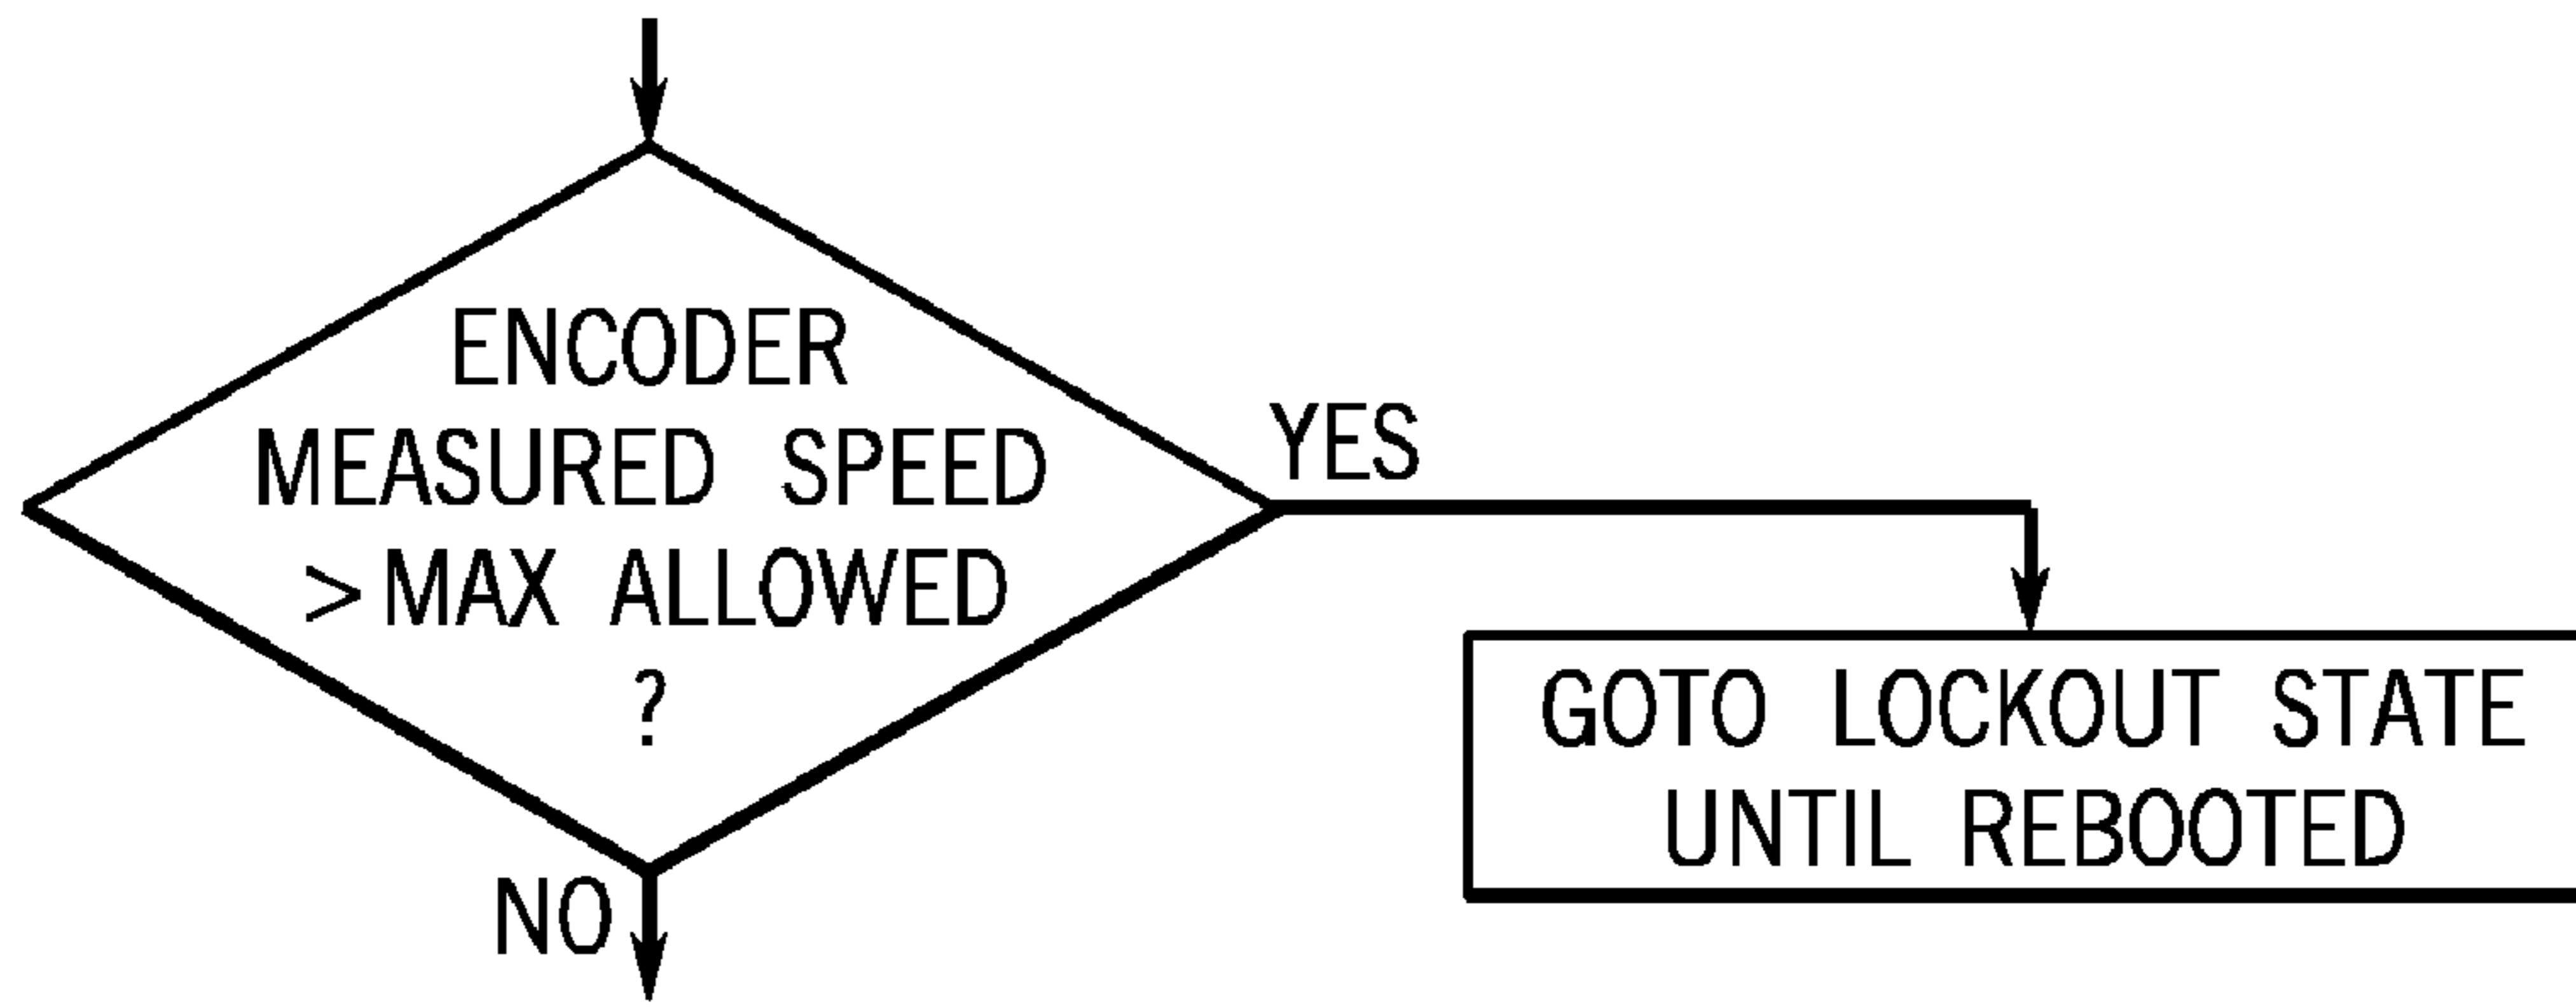 ENCODER
MEASURED SPEED
> MAX ALLOWED
?
YES
NO
GOTO LOCKOUT STATE
UNTIL REBOOTED